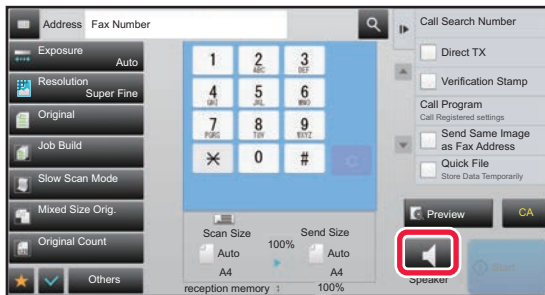 Address Fax Number
Exposure
Auto
Resolution
Super Fine
Original
Job Build
Slow Scan Mode
Mixed Size Orig.
Original Count
Others
1
2
ABC
3
DEF
4
GHI
5
JKL
6
MNO
7
PQRS
8
TUV
9
WXYZ
0
#
C
Scan Size
100%
Send Size
Auto
A4
Auto
A4
reception memory : 100%
Call Search Number
Direct TX
Verification Stamp
Call Program
Call Registered settings
Send Same Image
as Fax Address
Quick File
Store Data Temporarily
Preview
CA
Speaker
Start